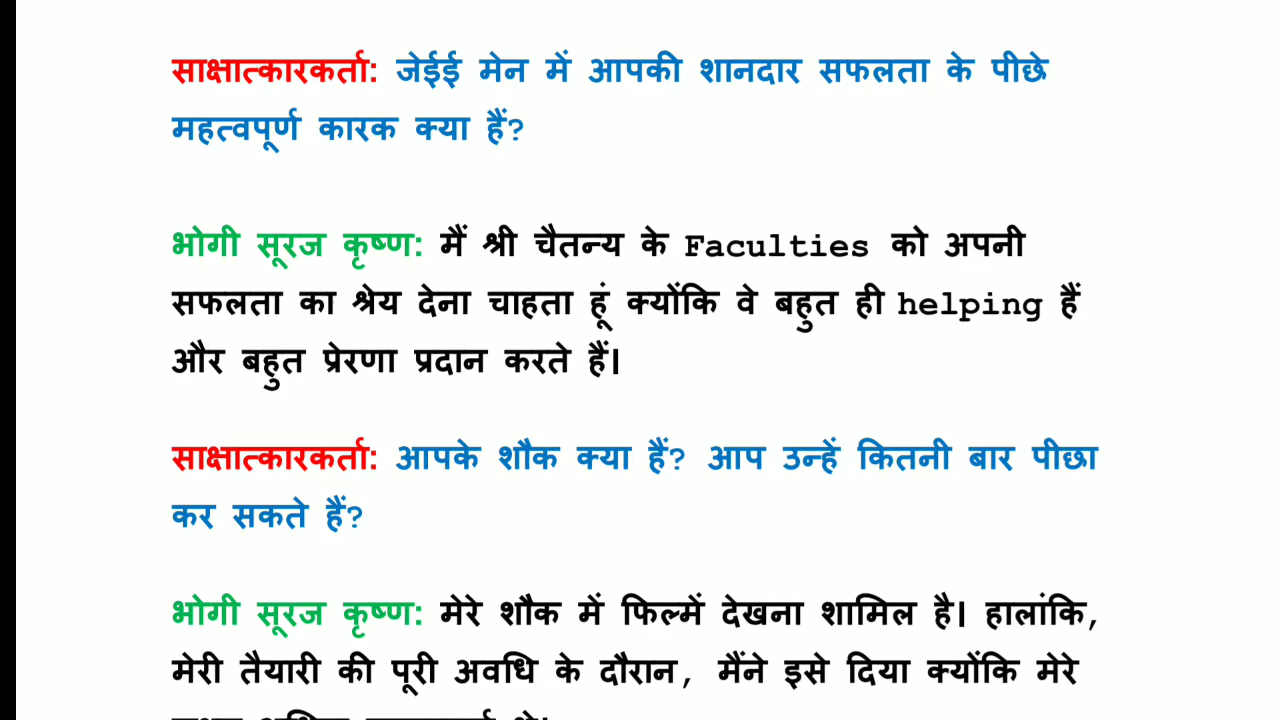 साक्षात्कारकर्ता: जेईई मेन में आपकी शानदार सफलता के पीछे
महत्वपूर्ण कारक क्या हैं?
भोगी सूरज कृष्ण: मैं श्री चैतन्य के Faculties को अपनी
सफलता का श्रेय देना चाहता हूं क्योंकि वे बहुत ही helping हैं
और बहुत प्रेरणा प्रदान करते हैं।
साक्षात्कारकर्ता: आपके शौक क्या हैं? आप उन्हें कितनी बार पीछा
कर सकते हैं?
भोगी सूरज कृष्ण: मेरे शौक में फिल्में देखना शामिल है। हालांकि,
मेरी तैयारी की पूरी अवधि के दौरान, मैंने इसे दिया क्योंकि मेरे